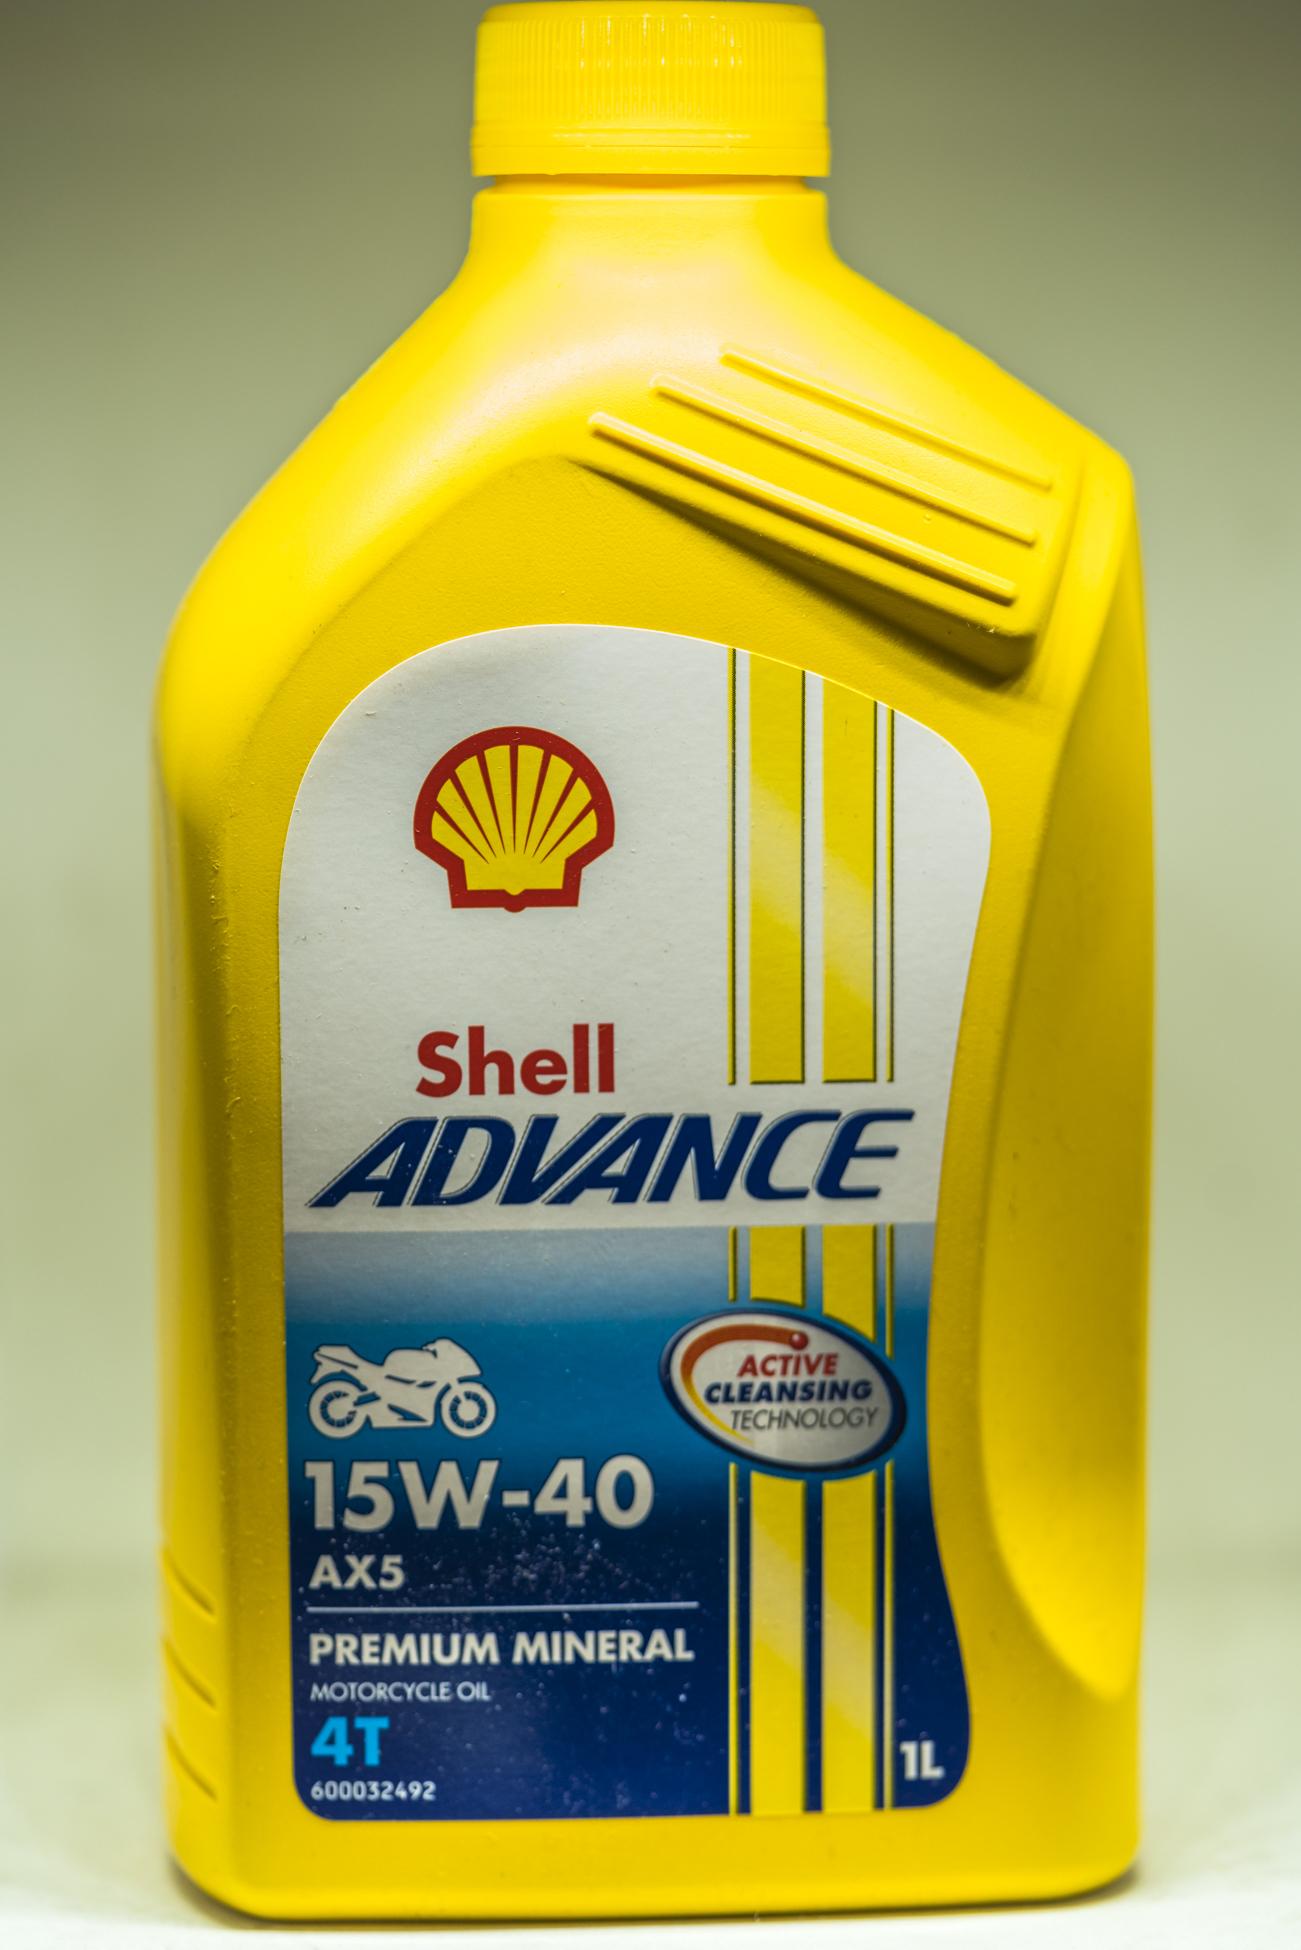 Shell
ADVANCE
ACTIVE
CLEANSING
TECHNOLOGY
15W-40
AX5
PREMIUM MINERAL
MOTORCYCLE OIL
4T
600032492
1L